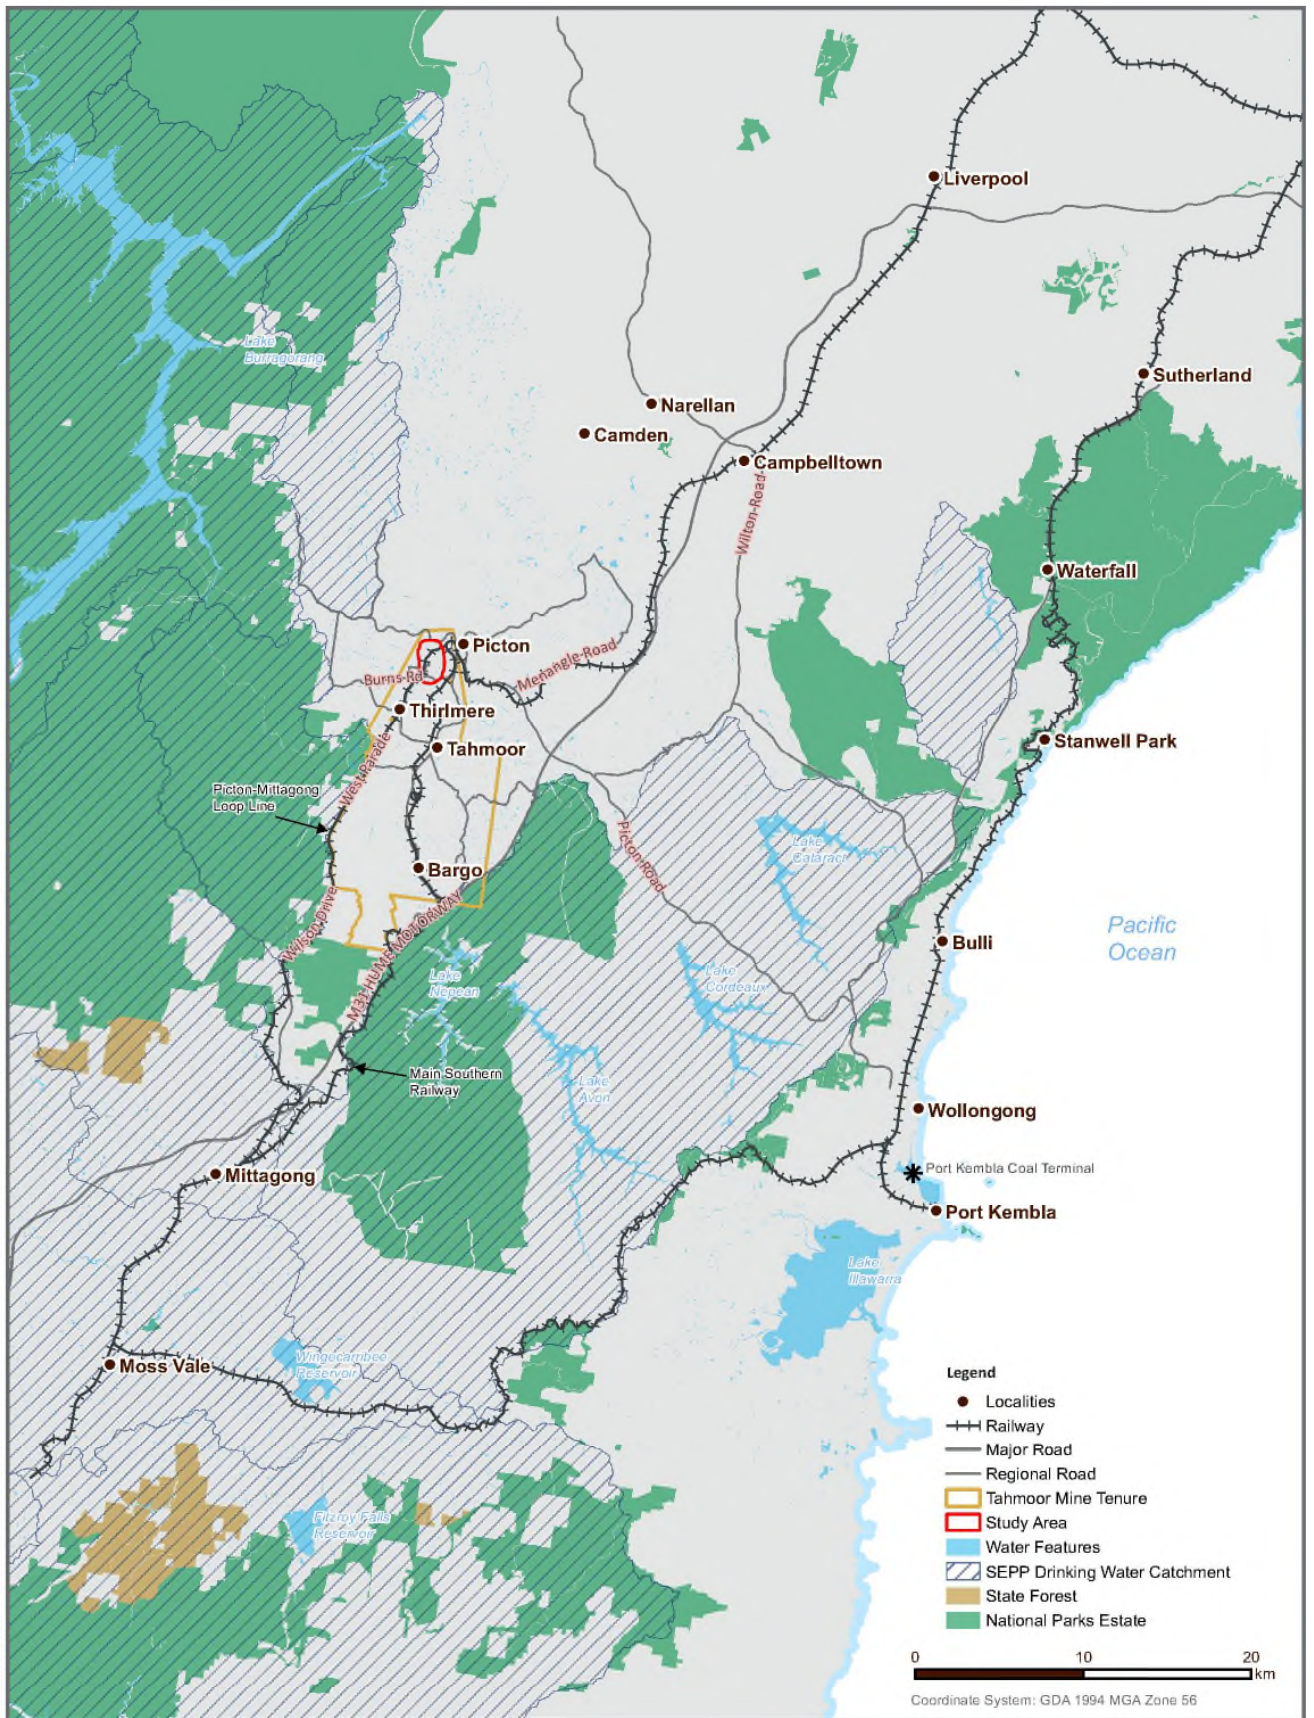 Liverpool
Lake
Burragorang
Sutherland
Narellan
Camden
Campbelltown
Wilton Road
Waterfall
Picton
Menangle Road
Burns Rd
Thirlmere
Tahmoor
Stanwell Park
West Parade
Picton-Mittagong
Loop Line
Picton Road
Lake
Cataract
Bargo
Wilson Drive
M31 HUME MOTORWAY
Pacific
Ocean
Bulli
Lake
Nepean
Lake
Cordeaux
Main Southern
Railway
Lake
Avon
Wollongong
Port Kembla Coal Terminal
Mittagong
Port Kembla
Lake
Illawarra
Moss Vale
Wingecarribee
Reservoir
Fitzroy Falls
Reservoir
Legend
Localities
Railway
Major Road
Regional Road
Tahmoor Mine Tenure
Study Area
Water Features
SEPP Drinking Water Catchment
State Forest
National Parks Estate
0 10 20
km
Coordinate System: GDA 1994 MGA Zone 56